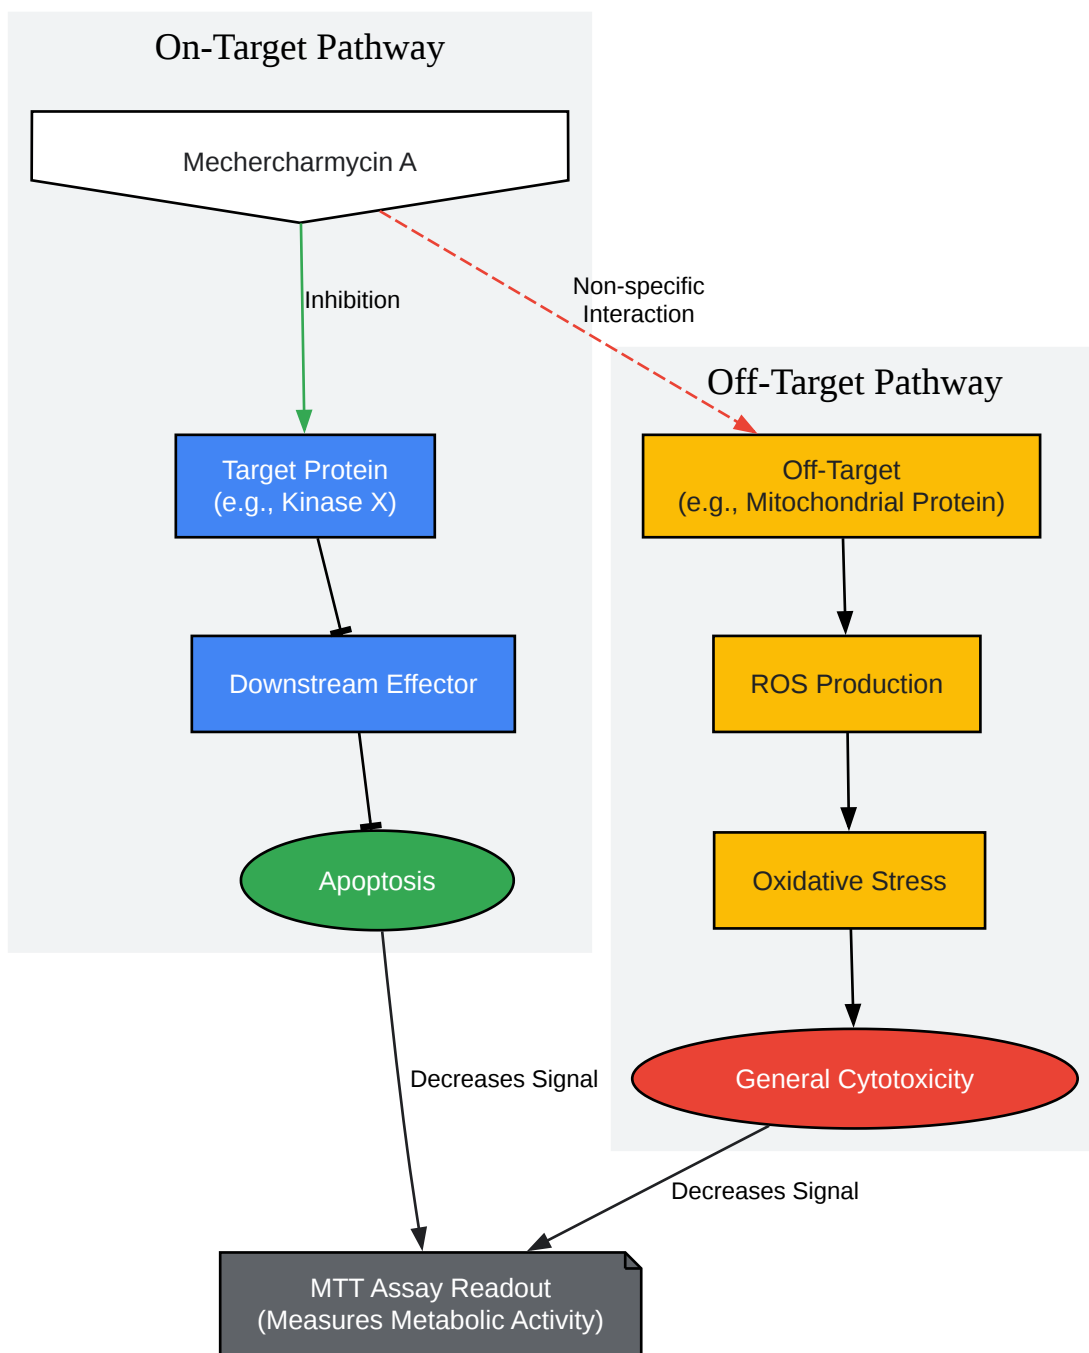 On-Target Pathway
Mechercharmycin A
Inhibition
Non-specific
Interaction
Off-Target Pathway
Target Protein
(e.g., Kinase X)
Off-Target
(e.g., Mitochondrial Protein)
Downstream Effector
ROS Production
Apoptosis
Oxidative Stress
Decreases Signal
General Cytotoxicity
Decreases Signal
MTT Assay Readout
(Measures Metabolic Activity)